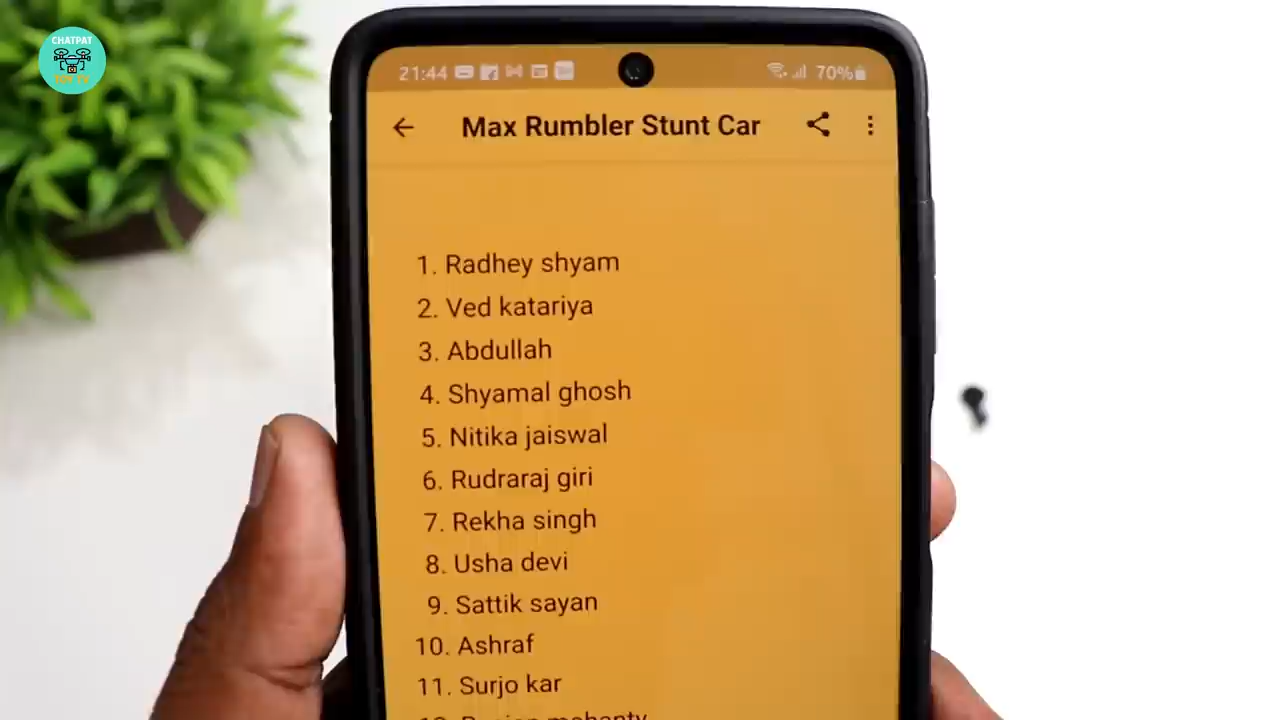 CHATPAT
TOY TV
21:44
70%
Max Rumbler Stunt Car
1. Radhey shyam
2. Ved katariya
3. Abdullah
4. Shyamal ghosh
5. Nitika jaiswal
6. Rudraraj giri
7. Rekha singh
8. Usha devi
9. Sattik sayan
10. Ashraf
11. Surjo kar